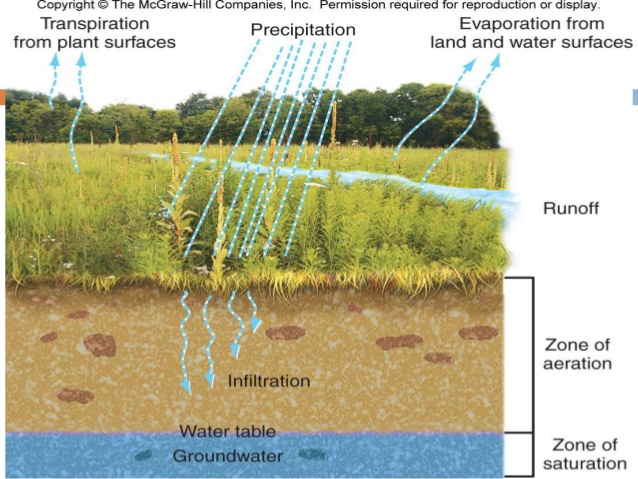 Copyright © The McGraw-Hill Companies, Inc.  Permission required for reproduction or display.
Transpiration
from plant surfaces
Precipitation
Evaporation from
land and water surfaces
Runoff
Zone of
aeration
Infiltration
Water table
Groundwater
Zone of
saturation